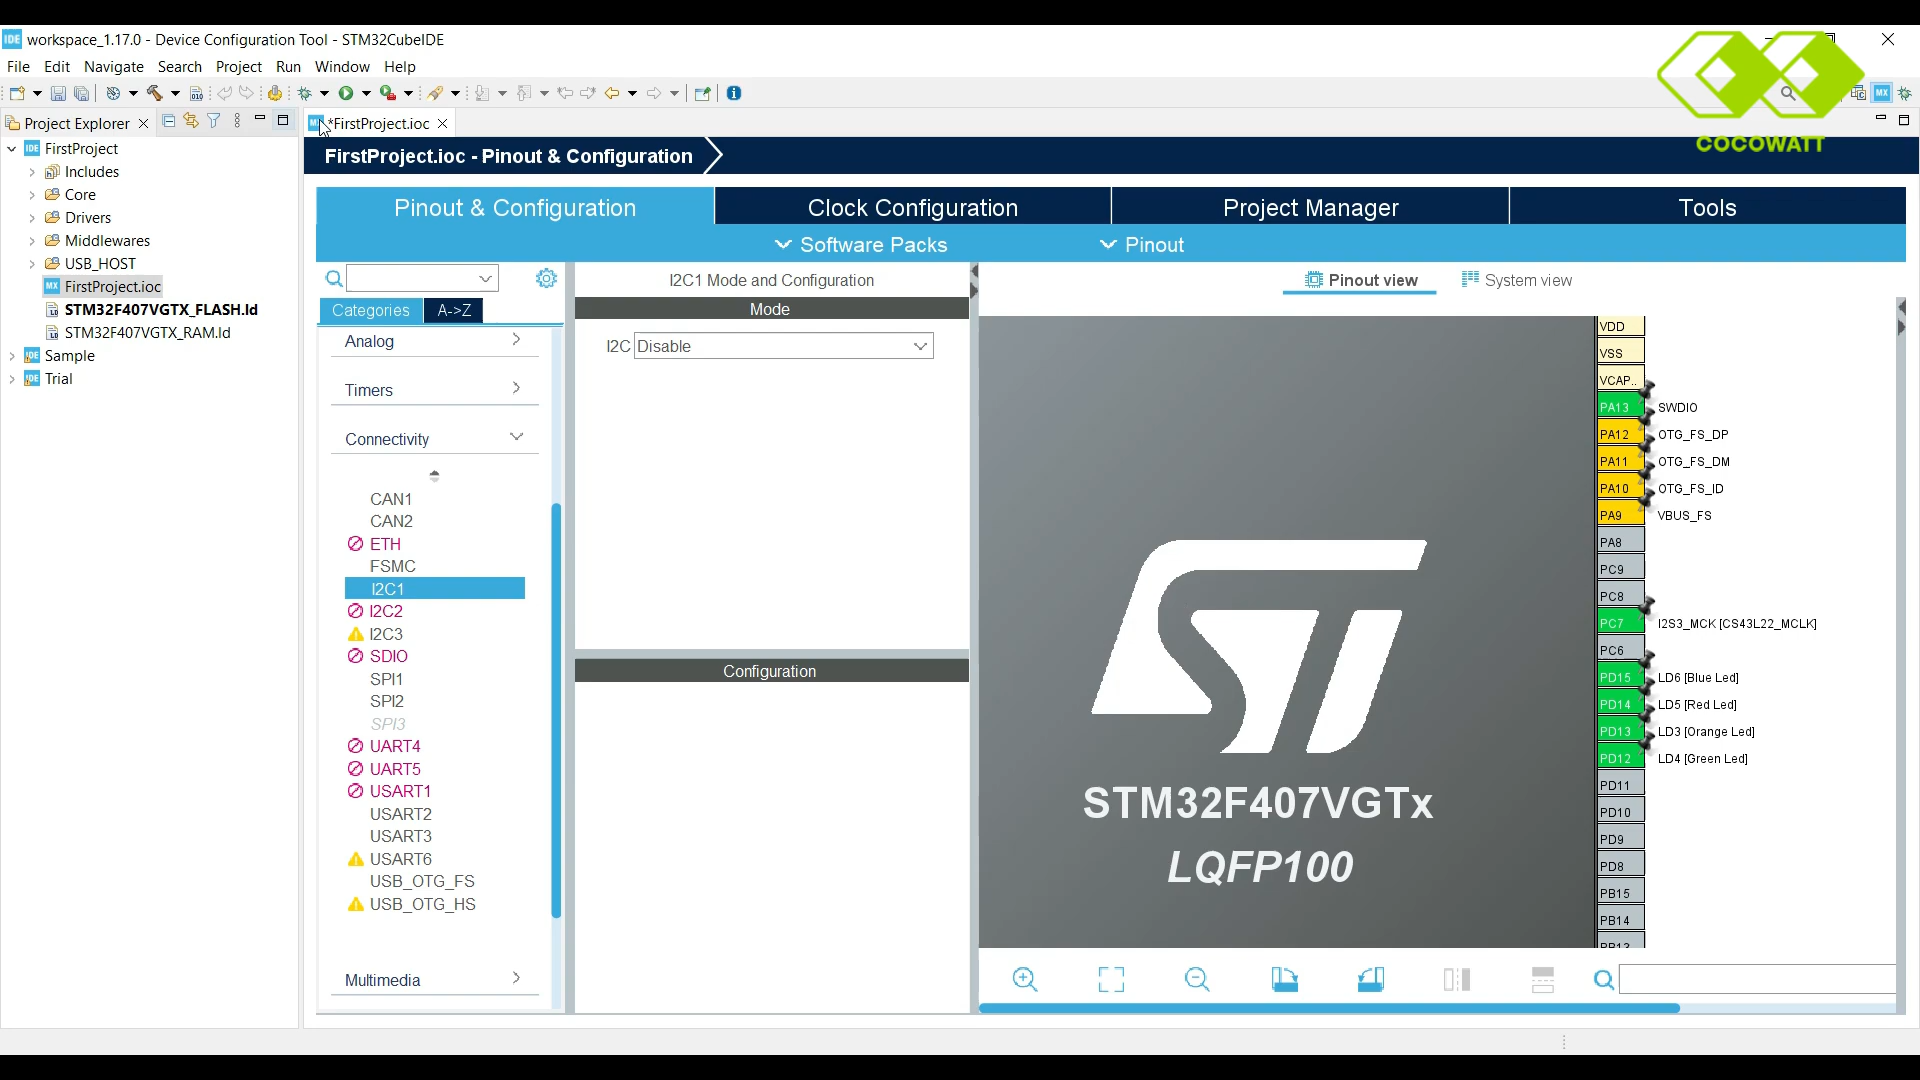 workspace_1.17.0 - Device Configuration Tool - STM32CubeIDE
File Edit Navigate Search Project Run Window Help
COCOWATT
Project Explorer
*FirstProject.ioc
FirstProject
Includes
Core
Drivers
Middlewares
USB_HOST
FirstProject.ioc
STM32F407VGTX_FLASH.ld
STM32F407VGTX_RAM.ld
Sample
Trial
FirstProject.ioc - Pinout & Configuration
Pinout & Configuration
Clock Configuration
Project Manager
Tools
Software Packs
Pinout
Categories
A->Z
Analog
Timers
Connectivity
CAN1
CAN2
ETH
FSMC
I2C1
I2C2
I2C3
SDIO
SPI1
SPI2
SPI3
UART4
UART5
USART1
USART2
USART3
USART6
USB_OTG_FS
USB_OTG_HS
Multimedia
I2C1 Mode and Configuration
Mode
I2C Disable
Configuration
Pinout view
System view
VDD
VSS
VCAP..
PA13 SWDIO
PA12 OTG_FS_DP
PA11 OTG_FS_DM
PA10 OTG_FS_ID
PA9 VBUS_FS
PA8
PC9
PC8
PC7 I2S3_MCK [CS43L22_MCLK]
PC6
PD15 LD6 [Blue Led]
PD14 LD5 [Red Led]
PD13 LD3 [Orange Led]
PD12 LD4 [Green Led]
PD11
PD10
PD9
PD8
PB15
PB14
ST
STM32F407VGTx
LQFP100